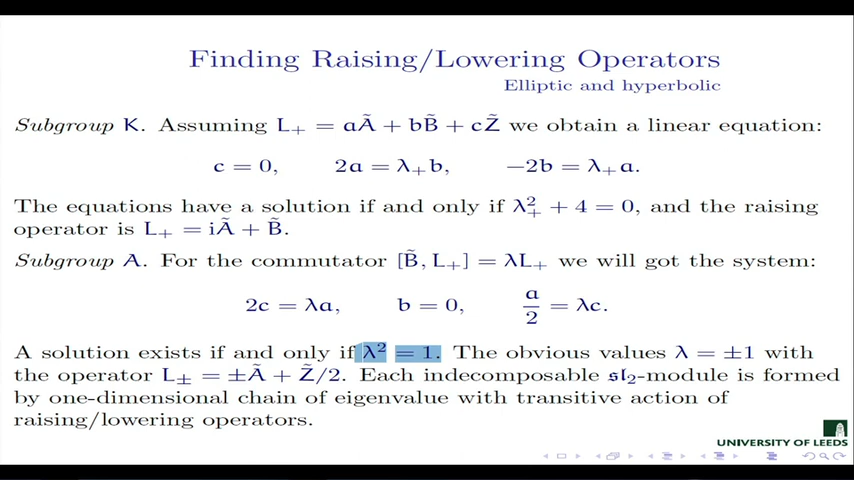 Finding Raising/Lowering Operators
Elliptic and hyperbolic
Subgroup K. Assuming L₊ = aÃ + bB̃ + cZ̃ we obtain a linear equation:
c = 0, 2a = λ₊b, −2b = λ₊a.
The equations have a solution if and only if λ₊² + 4 = 0, and the raising
operator is L₊ = iÃ + B̃.
Subgroup A. For the commutator [B̃, L₊] = λL₊ we will got the system:
2c = λa, b = 0, a/2 = λc.
A solution exists if and only if λ² = 1. The obvious values λ = ±1 with
the operator L± = ±Ã + Z̃/2. Each indecomposable 𝔰𝔩₂-module is formed
by one-dimensional chain of eigenvalue with transitive action of
raising/lowering operators.
UNIVERSITY OF LEEDS